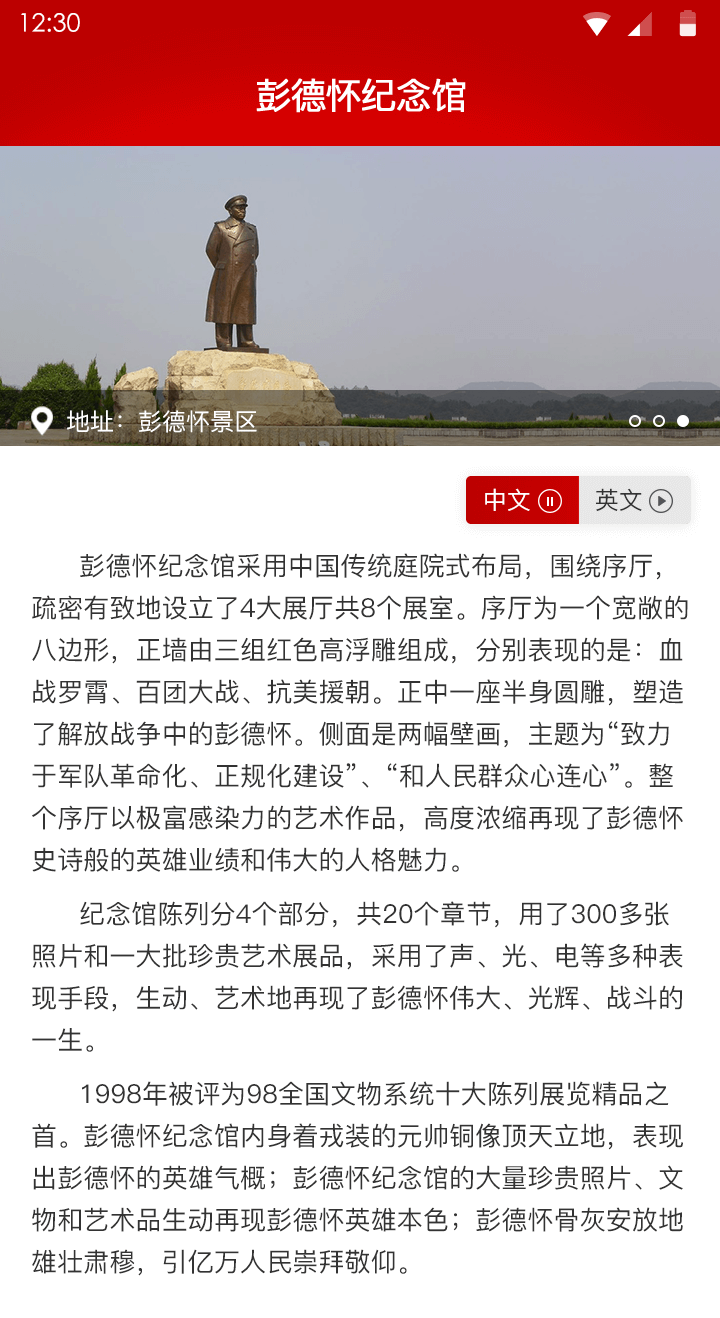 12:30
彭德怀纪念馆
地址：彭德怀景区
中文 英文
彭德怀纪念馆采用中国传统庭院式布局，围绕序厅，
疏密有致地设立了4大展厅共8个展室。序厅为一个宽敞的
八边形，正墙由三组红色高浮雕组成，分别表现的是：血
战罗霄、百团大战、抗美援朝。正中一座半身圆雕，塑造
了解放战争中的彭德怀。侧面是两幅壁画，主题为“致力
于军队革命化、正规化建设”、“和人民群众心连心”。整
个序厅以极富感染力的艺术作品，高度浓缩再现了彭德怀
史诗般的英雄业绩和伟大的人格魅力。
纪念馆陈列分4个部分，共20个章节，用了300多张
照片和一大批珍贵艺术展品，采用了声、光、电等多种表
现手段，生动、艺术地再现了彭德怀伟大、光辉、战斗的
一生。
1998年被评为98全国文物系统十大陈列展览精品之
首。彭德怀纪念馆内身着戎装的元帅铜像顶天立地，表现
出彭德怀的英雄气概；彭德怀纪念馆的大量珍贵照片、文
物和艺术品生动再现彭德怀英雄本色；彭德怀骨灰安放地
雄壮肃穆，引亿万人民崇拜敬仰。